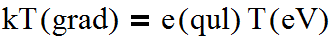 kT(grad) = e(qul) T(eV)